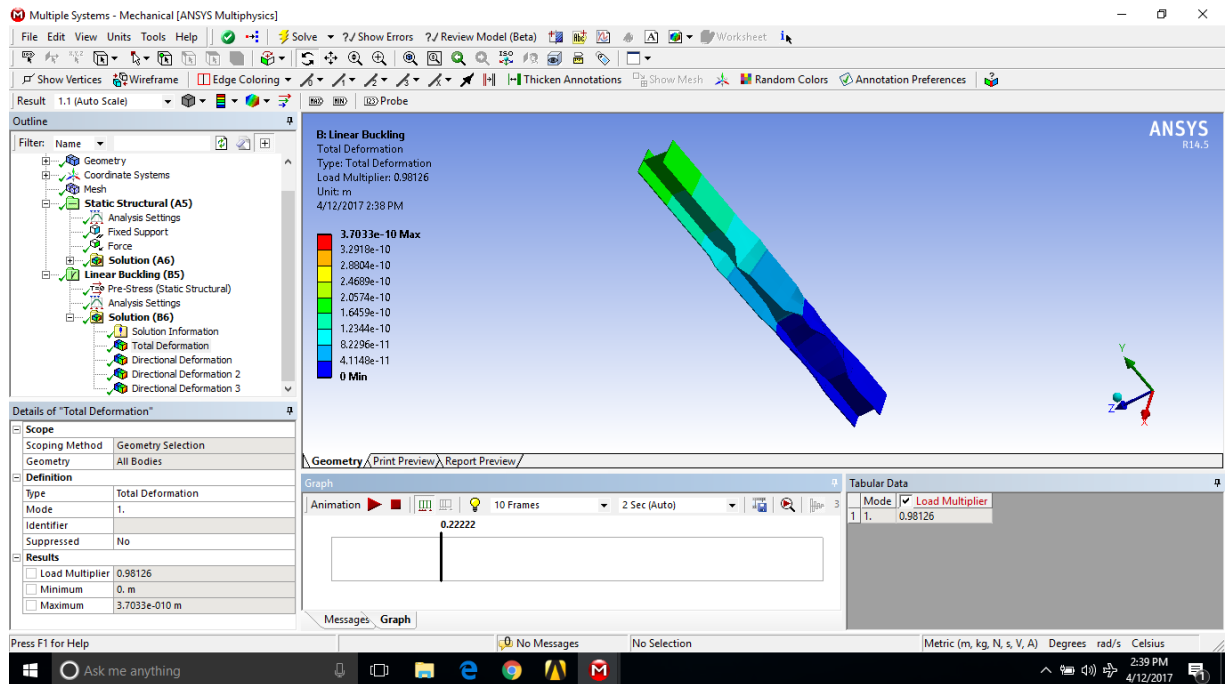 Multiple Systems - Mechanical [ANSYS Multiphysics]
File Edit View Units Tools Help Solve ?/ Show Errors ?/ Review Model (Beta) A Worksheet
Show Vertices Wireframe Edge Coloring Thicken Annotations Show Mesh Random Colors Annotation Preferences
Result 1.1 (Auto Scale) MAX MIN Probe
Outline
Filter: Name
Geometry
Coordinate Systems
Mesh
Static Structural (A5)
Analysis Settings
Fixed Support
Force
Solution (A6)
Linear Buckling (B5)
Pre-Stress (Static Structural)
Analysis Settings
Solution (B6)
Solution Information
Total Deformation
Directional Deformation
Directional Deformation 2
Directional Deformation 3
Details of "Total Deformation"
Scope
Scoping Method Geometry Selection
Geometry All Bodies
Definition
Type Total Deformation
Mode 1.
Identifier
Suppressed No
Results
Load Multiplier 0.98126
Minimum 0. m
Maximum 3.7033e-010 m
B: Linear Buckling
Total Deformation
Type: Total Deformation
Load Multiplier: 0.98126
Unit: m
4/12/2017 2:38 PM
3.7033e-10 Max
3.2918e-10
2.8804e-10
2.4689e-10
2.0574e-10
1.6459e-10
1.2344e-10
8.2296e-11
4.1148e-11
0 Min
ANSYS
R14.5
Y
Z
X
Geometry Print Preview Report Preview
Graph
Animation 10 Frames 2 Sec (Auto) 3
0.22222
Messages Graph
Tabular Data
Mode Load Multiplier
1 1. 0.98126
Press F1 for Help No Messages No Selection Metric (m, kg, N, s, V, A) Degrees rad/s Celsius
Ask me anything
2:39 PM
4/12/2017
1